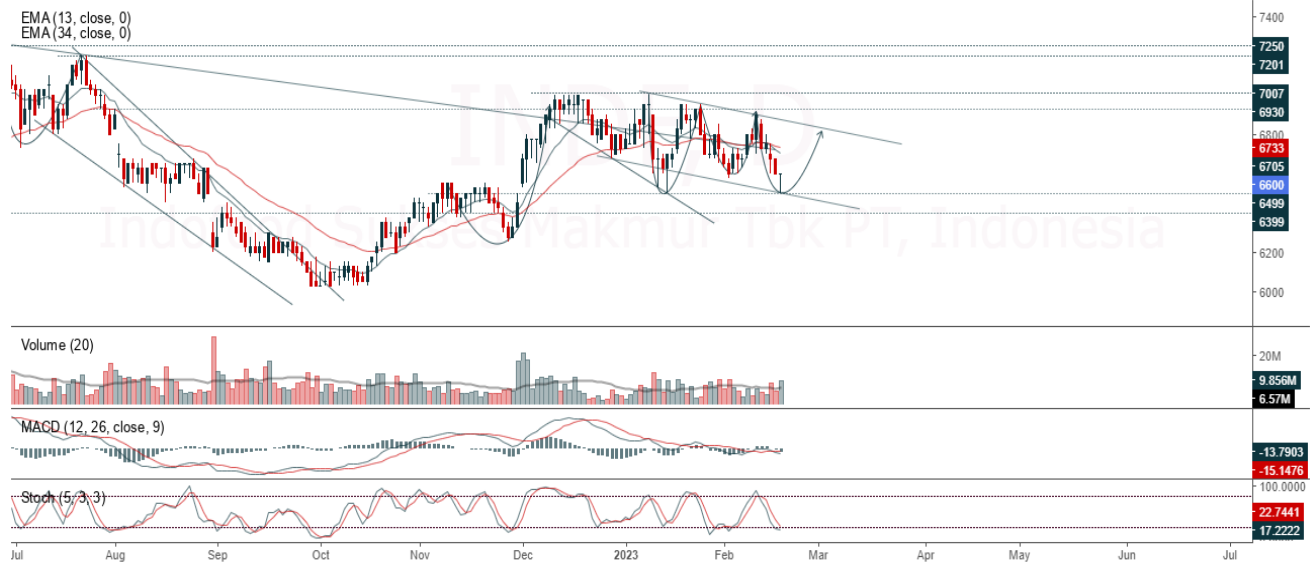 EMA (13, close, 0)
EMA (34, close, 0)
7400
7250
7201
7007
6930
6800
6733
6705
6600
6499
6399
6200
6000
Indofood Sukses Makmur Tbk PT, Indonesia
Volume (20)
20M
9.856M
6.57M
MACD (12, 26, close, 9)
-13.7903
-15.1476
Stoch (5, 3, 3)
100.0000
22.7441
17.2222
Jul Aug Sep Oct Nov Dec 2023 Feb Mar Apr May Jun Jul